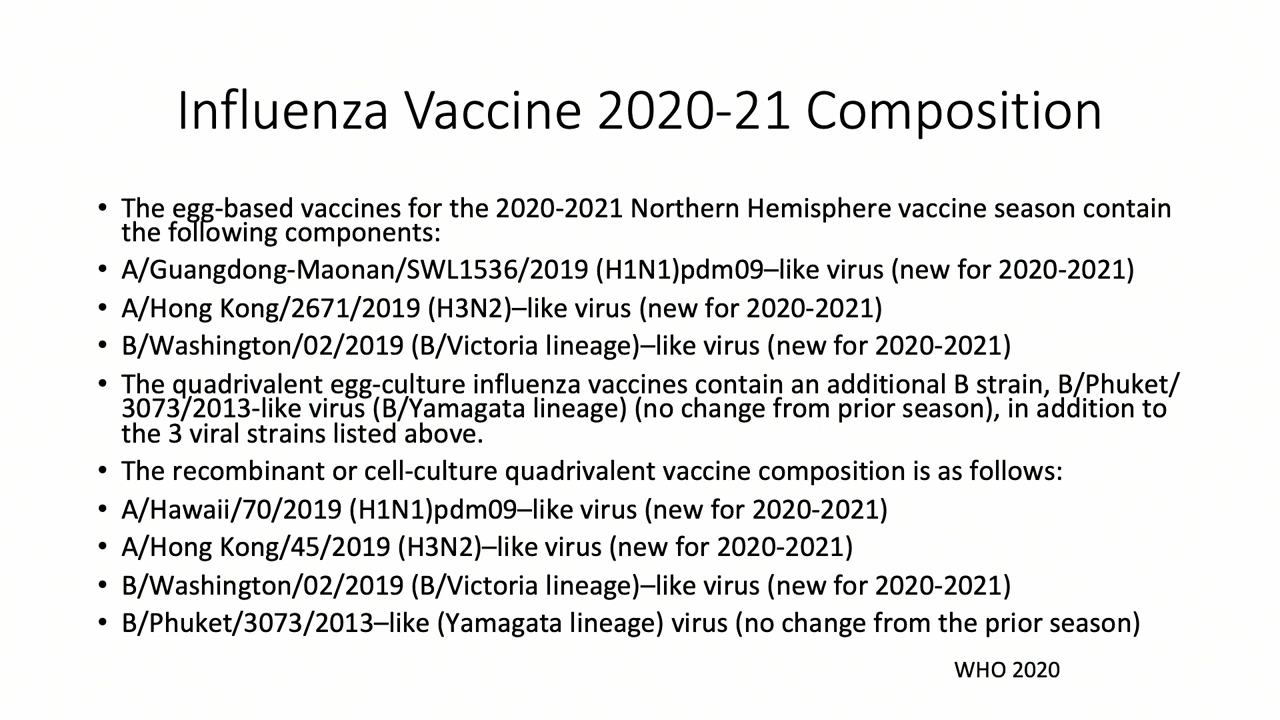 Influenza Vaccine 2020-21 Composition
• The egg-based vaccines for the 2020-2021 Northern Hemisphere vaccine season contain
the following components:
• A/Guangdong-Maonan/SWL1536/2019 (H1N1)pdm09–like virus (new for 2020-2021)
• A/Hong Kong/2671/2019 (H3N2)–like virus (new for 2020-2021)
• B/Washington/02/2019 (B/Victoria lineage)–like virus (new for 2020-2021)
• The quadrivalent egg-culture influenza vaccines contain an additional B strain, B/Phuket/
3073/2013-like virus (B/Yamagata lineage) (no change from prior season), in addition to
the 3 viral strains listed above.
• The recombinant or cell-culture quadrivalent vaccine composition is as follows:
• A/Hawaii/70/2019 (H1N1)pdm09–like virus (new for 2020-2021)
• A/Hong Kong/45/2019 (H3N2)–like virus (new for 2020-2021)
• B/Washington/02/2019 (B/Victoria lineage)–like virus (new for 2020-2021)
• B/Phuket/3073/2013–like (Yamagata lineage) virus (no change from the prior season)
WHO 2020